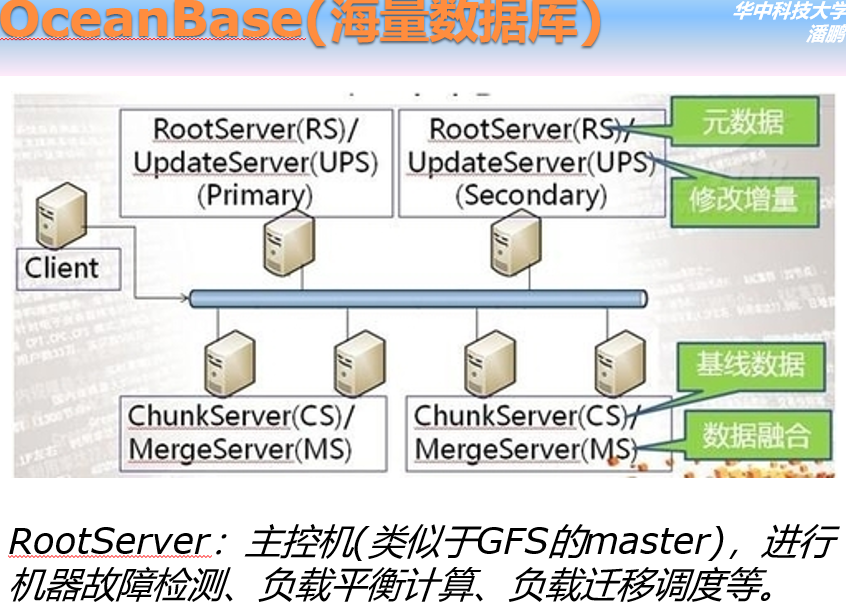 OceanBase(海量数据库)
华中科技大学
潘鹏
RootServer(RS)/
UpdateServer(UPS)
(Primary)
RootServer(RS)/
UpdateServer(UPS)
(Secondary)
元数据
修改增量
Client
ChunkServer(CS)/
MergeServer(MS)
ChunkServer(CS)/
MergeServer(MS)
基线数据
数据融合
RootServer：主控机(类似于GFS的master)，进行
机器故障检测、负载平衡计算、负载迁移调度等。